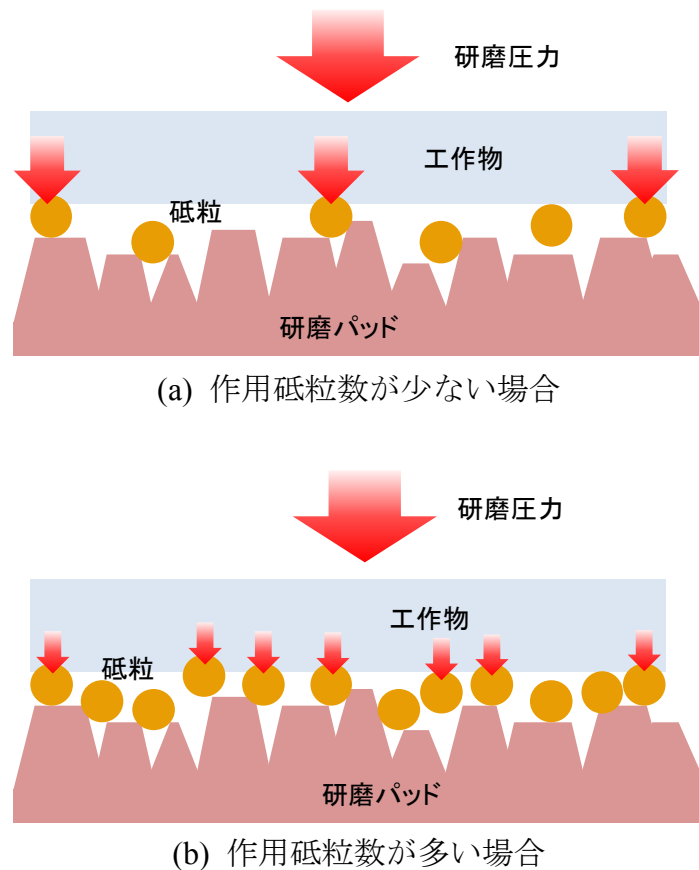 研磨圧力
工作物
砥粒
研磨パッド
(a) 作用砥粒数が少ない場合
研磨圧力
工作物
砥粒
研磨パッド
(b) 作用砥粒数が多い場合